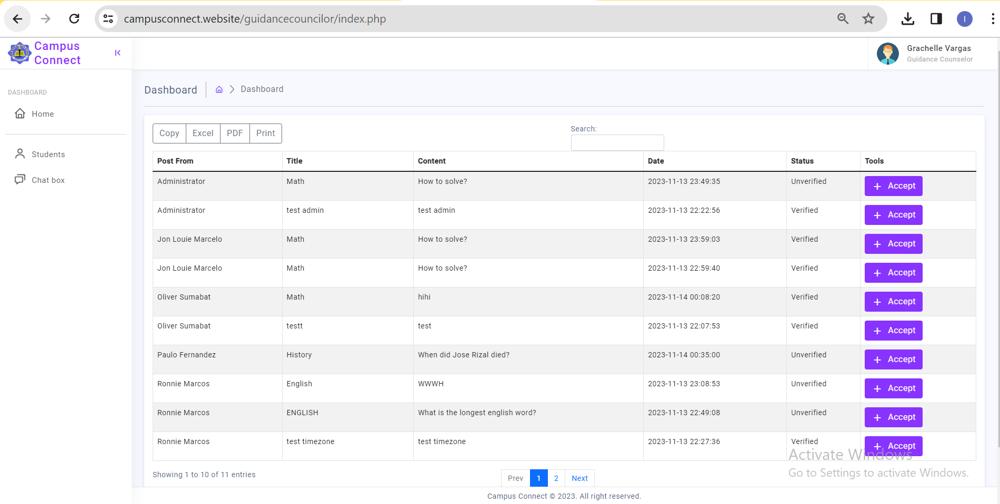 campusconnect.website/guidancecouncilor/index.php
I
Campus
Connect
Grachelle Vargas
Guidance Counselor
DASHBOARD
Home
Students
Chat box
Dashboard
Dashboard
Copy Excel PDF Print
Search:
Post From Title Content Date Status Tools
Administrator Math How to solve? 2023-11-13 23:49:35 Unverified + Accept
Administrator test admin test admin 2023-11-13 22:22:56 Verified + Accept
Jon Louie Marcelo Math How to solve? 2023-11-13 23:59:03 Verified + Accept
Jon Louie Marcelo Math How to solve? 2023-11-13 22:59:40 Verified + Accept
Oliver Sumabat Math hihi 2023-11-14 00:08:20 Verified + Accept
Oliver Sumabat testt test 2023-11-13 22:07:53 Verified + Accept
Paulo Fernandez History When did Jose Rizal died? 2023-11-14 00:35:00 Unverified + Accept
Ronnie Marcos English WWWH 2023-11-13 23:08:53 Unverified + Accept
Ronnie Marcos ENGLISH What is the longest english word? 2023-11-13 22:49:08 Unverified + Accept
Ronnie Marcos test timezone test timezone 2023-11-13 22:27:36 Verified + Accept
Activate Windows
Go to Settings to activate Windows.
Showing 1 to 10 of 11 entries
Prev 1 2 Next
Campus Connect © 2023. All right reserved.